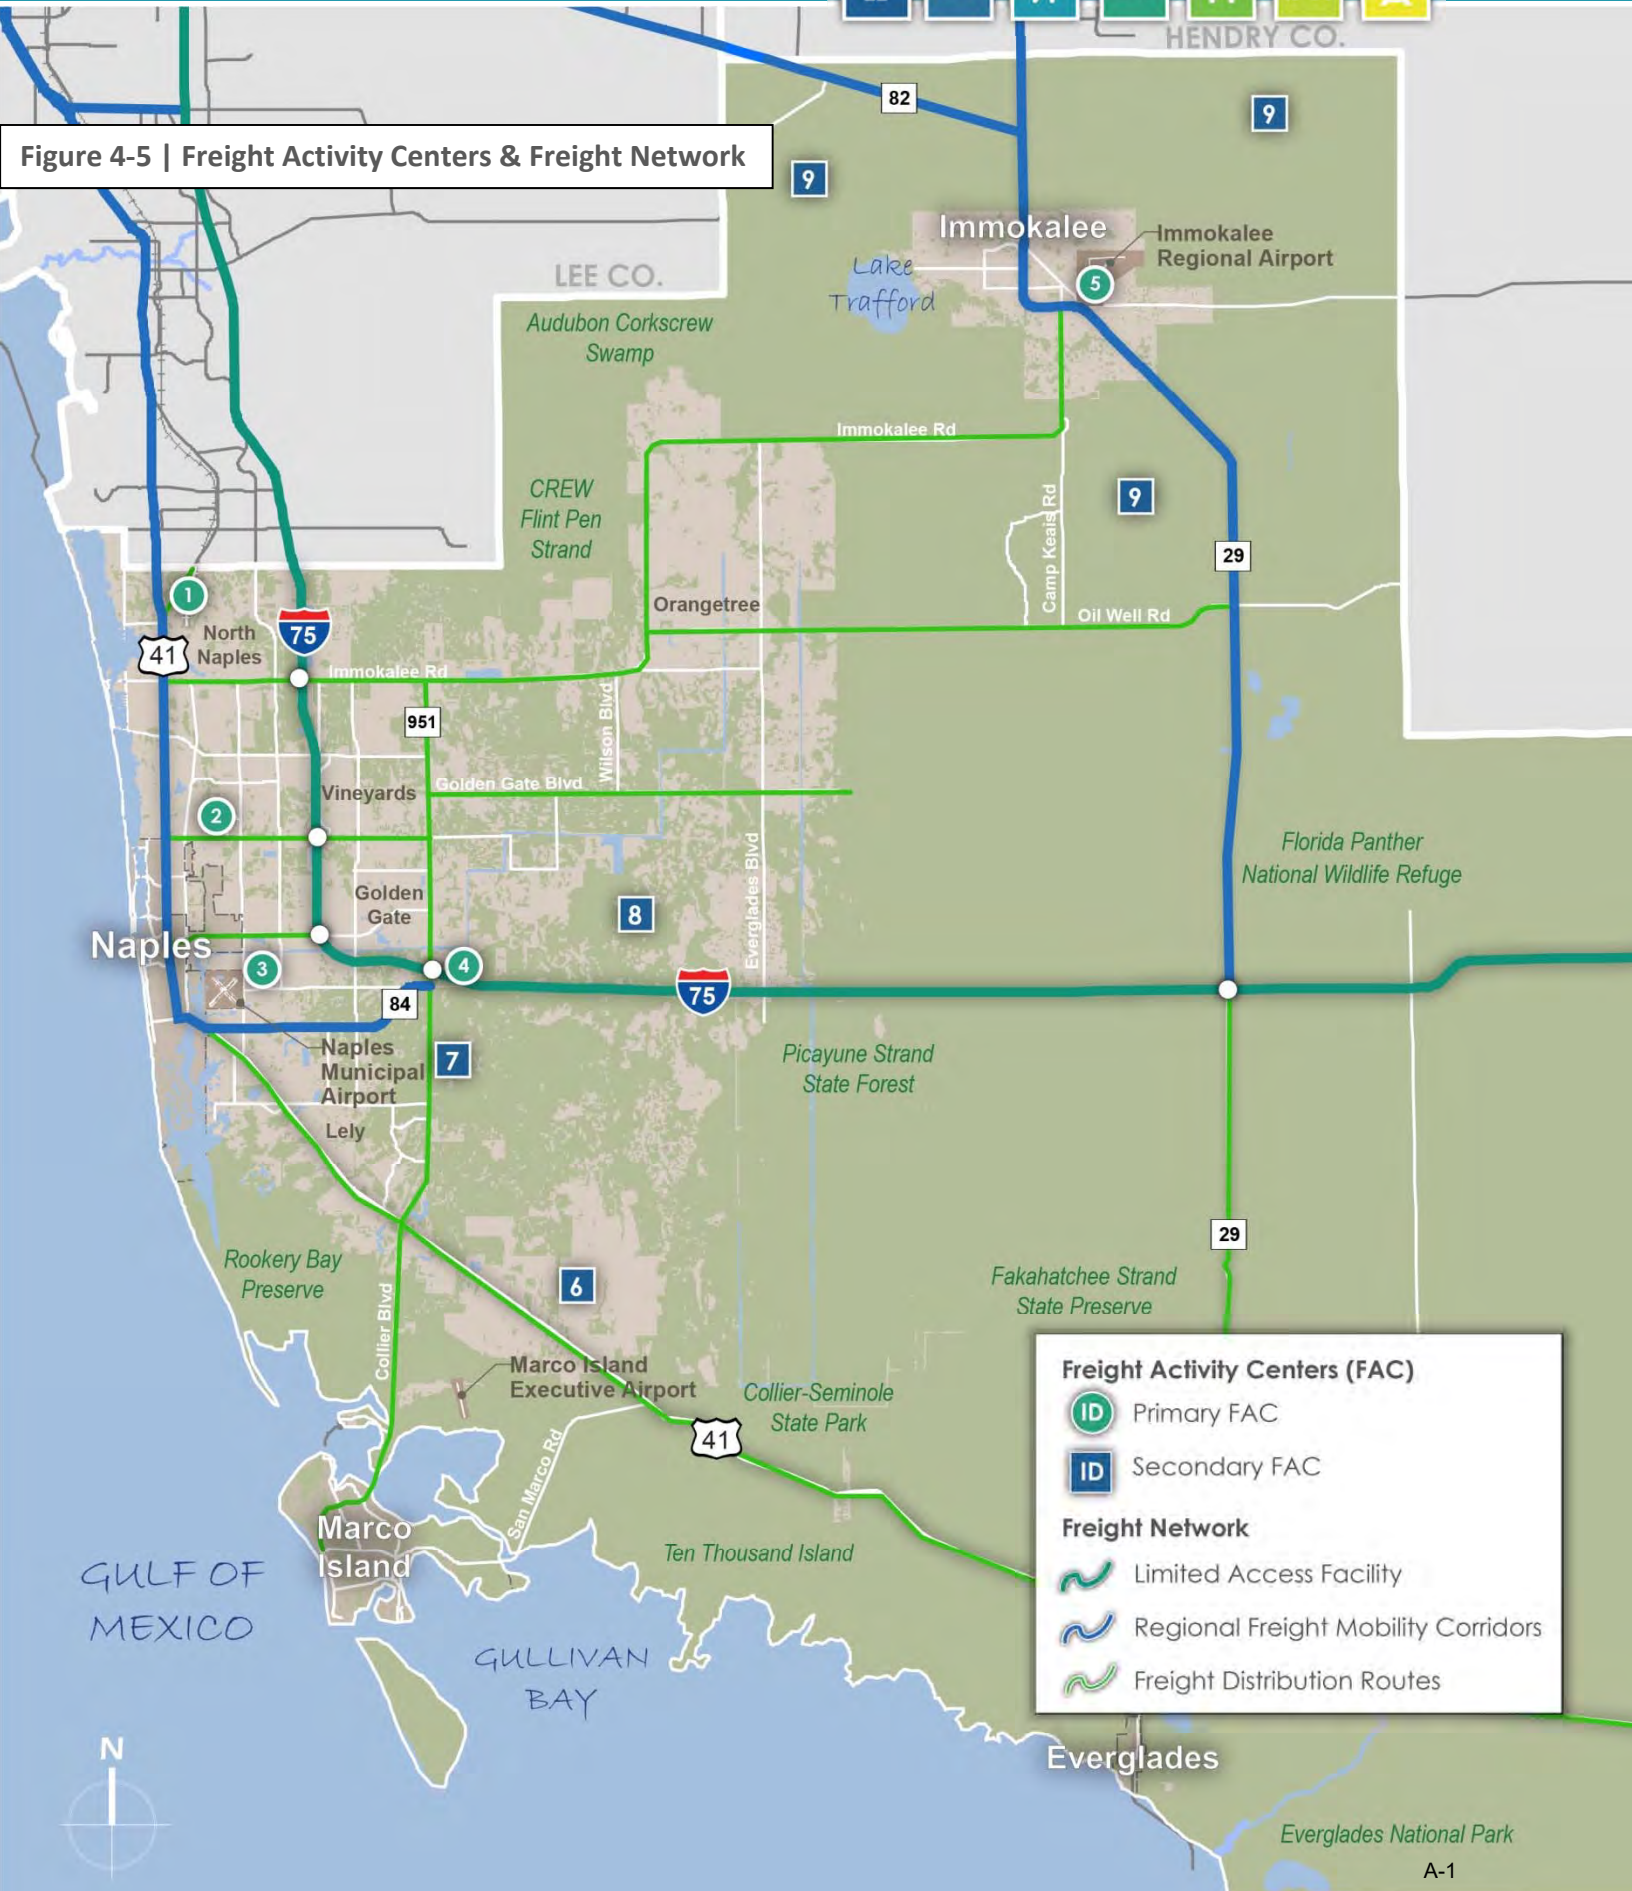 HENDRY CO.
82
9
Figure 4-5 | Freight Activity Centers & Freight Network
9
Immokalee
Immokalee
Regional Airport
LEE CO.
Lake
Trafford
5
Audubon Corkscrew
Swamp
Immokalee Rd
CREW
Flint Pen
Strand
Camp Keais Rd
9
29
1
Orangetree
Oil Well Rd
North
Naples
75
41
Immokalee Rd
951
Wilson Blvd
Golden Gate Blvd
Vineyards
2
Everglades Blvd
Florida Panther
National Wildlife Refuge
Golden
Gate
8
Naples
3
4
75
84
Naples
Municipal
Airport
7
Picayune Strand
State Forest
Lely
29
Rookery Bay
Preserve
6
Fakahatchee Strand
State Preserve
Collier Blvd
Marco Island
Executive Airport
Collier-Seminole
State Park
41
San Marco Rd
Freight Activity Centers (FAC)
ID Primary FAC
ID Secondary FAC
Freight Network
Limited Access Facility
Regional Freight Mobility Corridors
Freight Distribution Routes
Marco
Island
Ten Thousand Island
GULF OF
MEXICO
GULLIVAN
BAY
N
Everglades
Everglades National Park
A-1